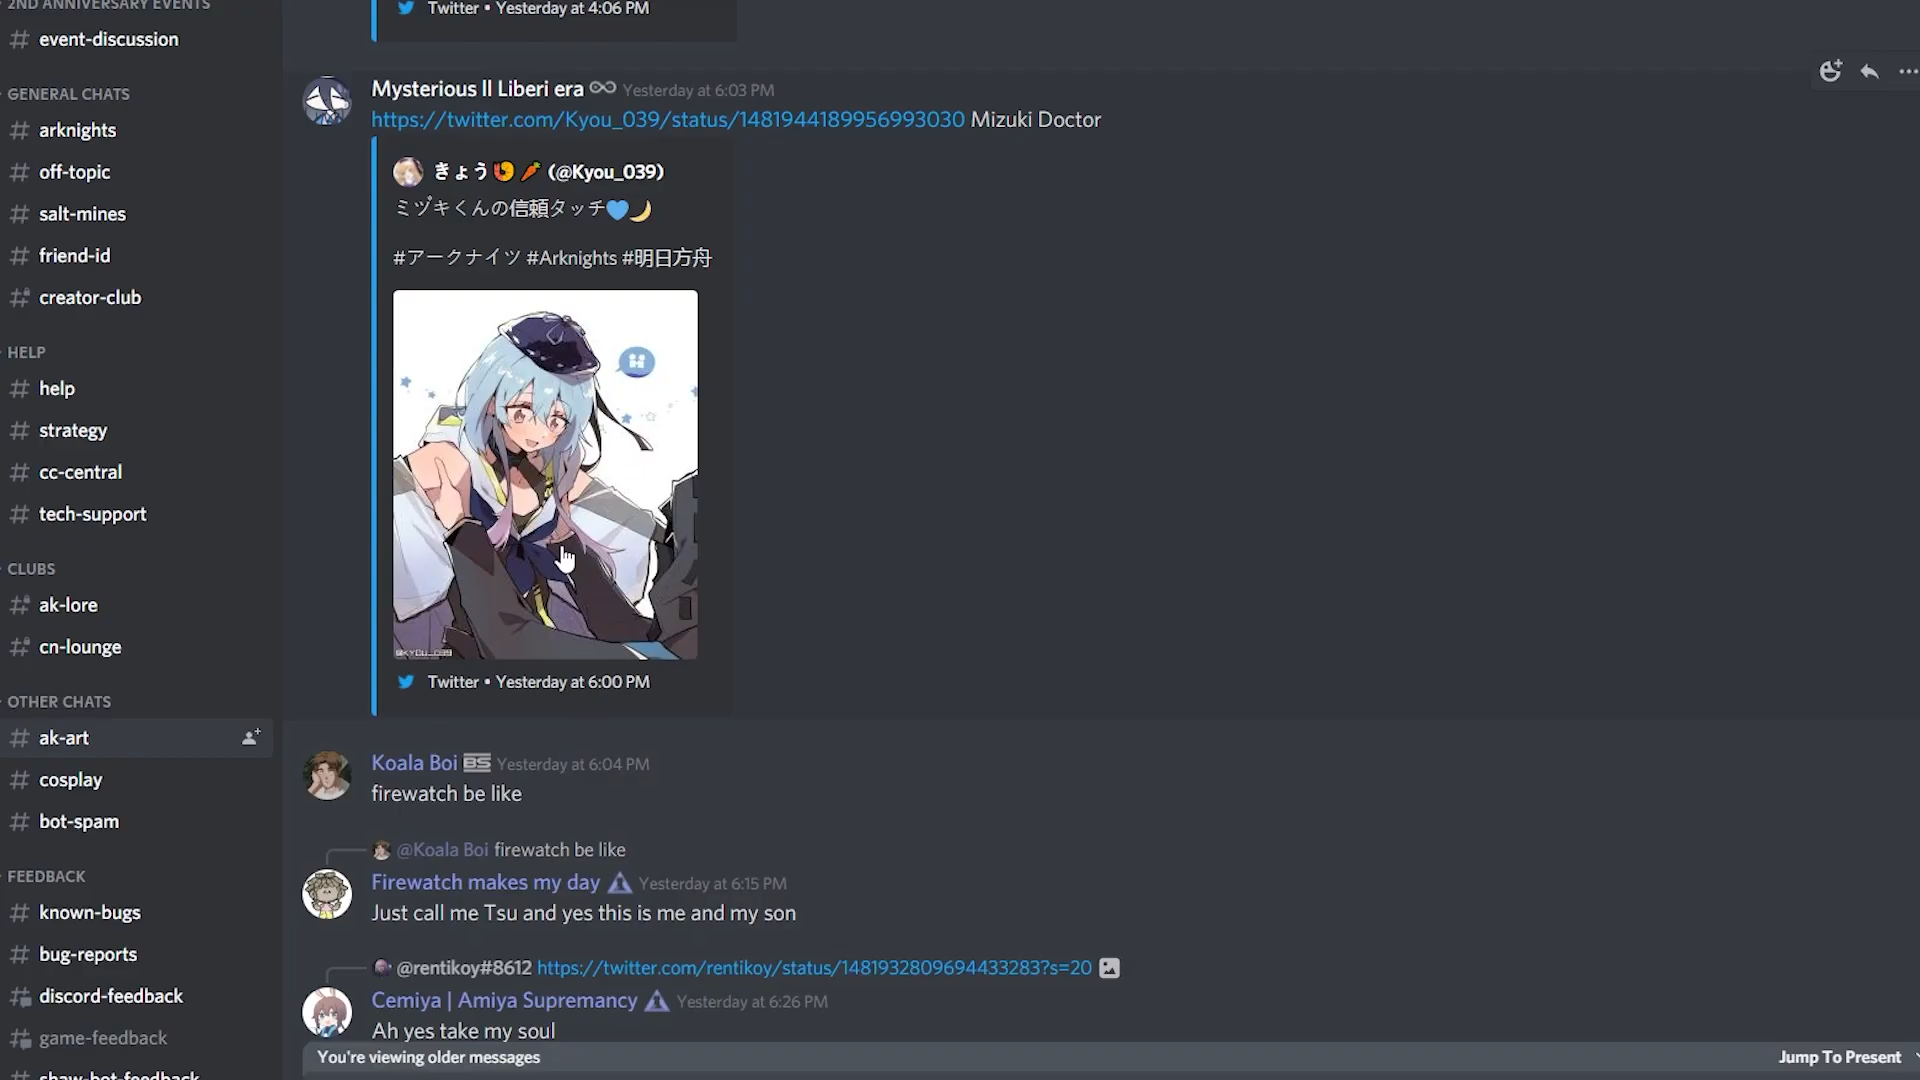 2ND ANNIVERSARY EVENTS
event-discussion
GENERAL CHATS
arknights
off-topic
salt-mines
friend-id
creator-club
HELP
help
strategy
cc-central
tech-support
CLUBS
ak-lore
cn-lounge
OTHER CHATS
ak-art
cosplay
bot-spam
FEEDBACK
known-bugs
bug-reports
discord-feedback
game-feedback
shaw-bot-feedback
Twitter • Yesterday at 4:06 PM
Mysterious ll Liberi era Yesterday at 6:03 PM
https://twitter.com/Kyou_039/status/1481944189956993030 Mizuki Doctor
きょう🍤🥕 (@Kyou_039)
ミヅキくんの信頼タッチ💙🌙
#アークナイツ #Arknights #明日方舟
@KYOU_039
Twitter • Yesterday at 6:00 PM
Koala Boi BS Yesterday at 6:04 PM
firewatch be like
@Koala Boi firewatch be like
Firewatch makes my day Yesterday at 6:15 PM
Just call me Tsu and yes this is me and my son
@rentikoy#8612 https://twitter.com/rentikoy/status/1481932809694433283?s=20
Cemiya | Amiya Supremancy Yesterday at 6:26 PM
Ah yes take my soul
You're viewing older messages
Jump To Present